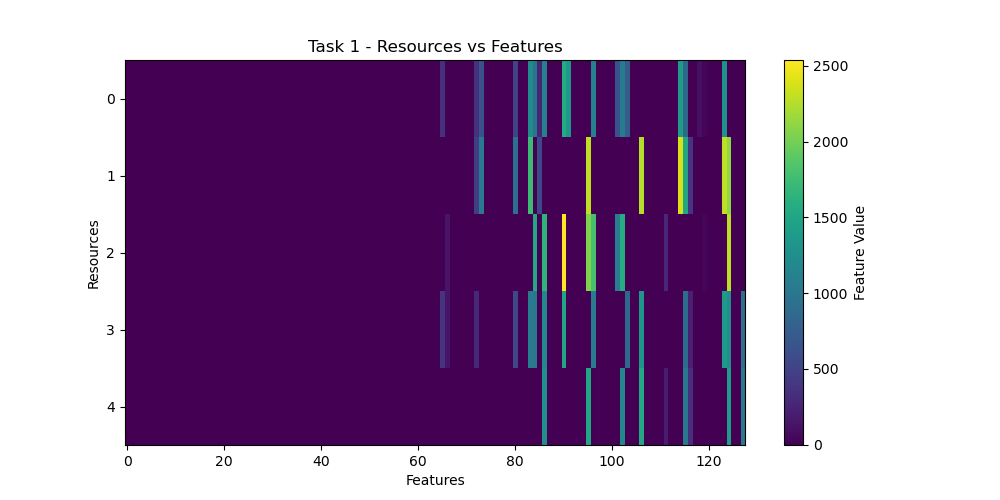 Task 1 - Resources vs Features
0
1
2
3
4
Resources
0 20 40 60 80 100 120
Features
2500
2000
1500
1000
500
0
Feature Value